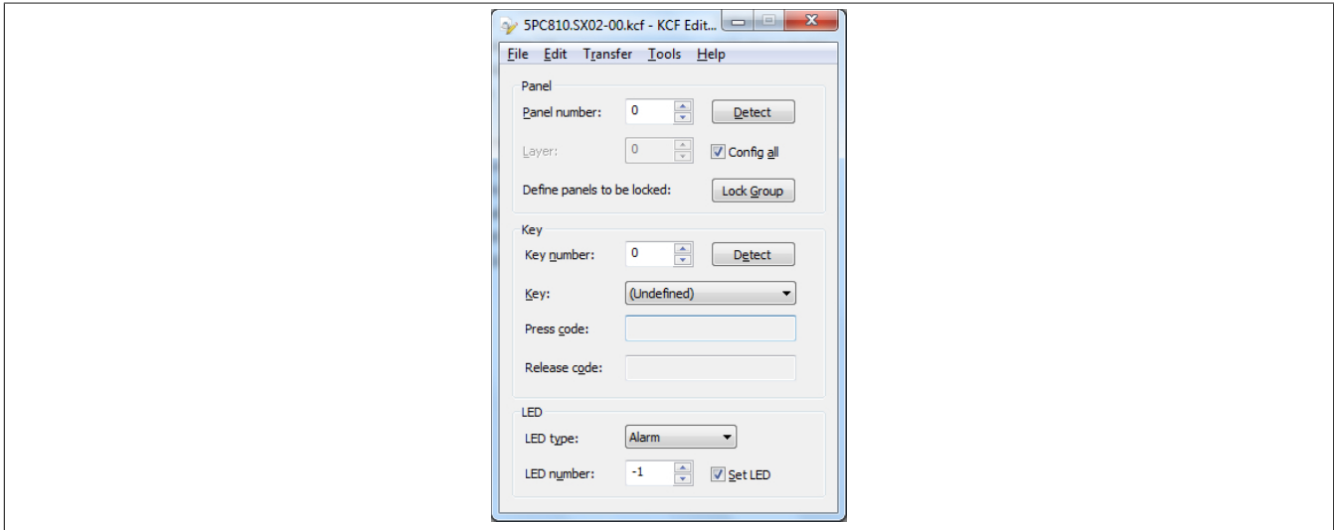 5PC810.SX02-00.kcf - KCF Edit...
File Edit Transfer Tools Help
Panel
Panel number: 0 Detect
Layer: 0 Config all
Define panels to be locked: Lock Group
Key
Key number: 0 Detect
Key: (Undefined)
Press code:
Release code:
LED
LED type: Alarm
LED number: -1 Set LED